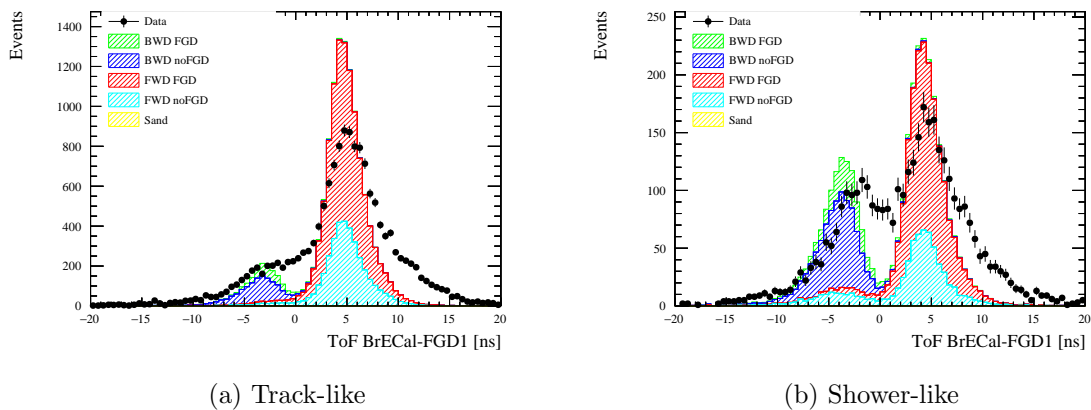 Events
1400
1200
1000
800
600
400
200
0
Data
BWD FGD
BWD noFGD
FWD FGD
FWD noFGD
Sand
−20 −15 −10 −5 0 5 10 15 20
ToF BrECal-FGD1 [ns]
(a) Track-like
Events
250
200
150
100
50
0
Data
BWD FGD
BWD noFGD
FWD FGD
FWD noFGD
Sand
−20 −15 −10 −5 0 5 10 15 20
ToF BrECal-FGD1 [ns]
(b) Shower-like